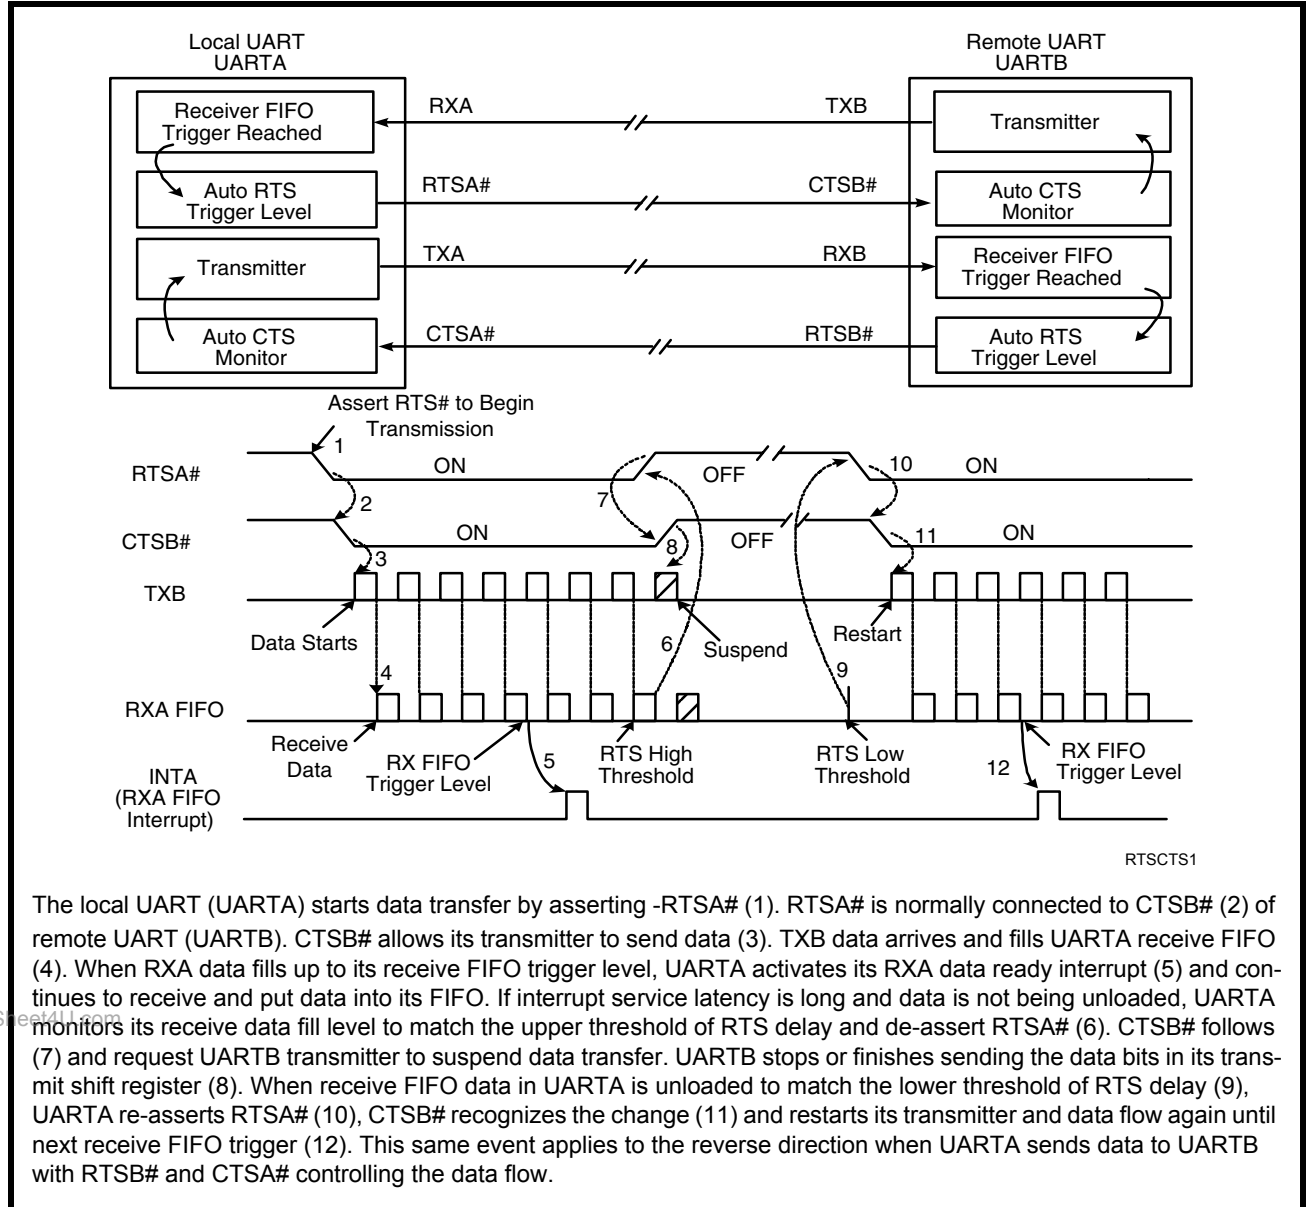 Local UART
UARTA
Remote UART
UARTB
Receiver FIFO
Trigger Reached
RXA
TXB
Transmitter
Auto RTS
Trigger Level
RTSA#
CTSB#
Auto CTS
Monitor
Transmitter
TXA
RXB
Receiver FIFO
Trigger Reached
Auto CTS
Monitor
CTSA#
RTSB#
Auto RTS
Trigger Level
Assert RTS# to Begin
Transmission
1
RTSA#
ON
7
OFF
10
ON
2
CTSB#
ON
8
OFF
11
ON
3
TXB
Data Starts
6
Suspend
Restart
4
9
RXA FIFO
Receive
Data
RX FIFO
Trigger Level
5
RTS High
Threshold
RTS Low
Threshold
12
RX FIFO
Trigger Level
INTA
(RXA FIFO
Interrupt)
RTSCTS1
The local UART (UARTA) starts data transfer by asserting -RTSA# (1). RTSA# is normally connected to CTSB# (2) of
remote UART (UARTB). CTSB# allows its transmitter to send data (3). TXB data arrives and fills UARTA receive FIFO
(4). When RXA data fills up to its receive FIFO trigger level, UARTA activates its RXA data ready interrupt (5) and con-
tinues to receive and put data into its FIFO. If interrupt service latency is long and data is not being unloaded, UARTA
monitors its receive data fill level to match the upper threshold of RTS delay and de-assert RTSA# (6). CTSB# follows
(7) and request UARTB transmitter to suspend data transfer. UARTB stops or finishes sending the data bits in its trans-
mit shift register (8). When receive FIFO data in UARTA is unloaded to match the lower threshold of RTS delay (9),
UARTA re-asserts RTSA# (10), CTSB# recognizes the change (11) and restarts its transmitter and data flow again until
next receive FIFO trigger (12). This same event applies to the reverse direction when UARTA sends data to UARTB
with RTSB# and CTSA# controlling the data flow.